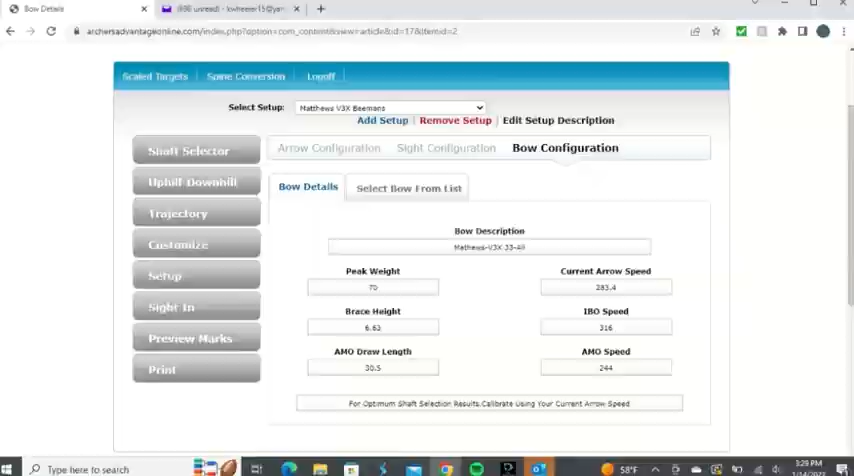 Bow Details
(690 unread) - kwheeler15@yah
archersadvantageonline.com/index.php?option=com_content&view=article&id=17&Itemid=2
Scaled Targets
Spine Conversion
Logoff
Select Setup:
Matthews V3X Beemans
Add Setup | Remove Setup | Edit Setup Description
Shaft Selector
Uphill Downhill
Trajectory
Customize
Setup
Sight In
Preview Marks
Print
Arrow Configuration
Sight Configuration
Bow Configuration
Bow Details
Select Bow From List
Bow Description
Mathews-V3X 33-All
Peak Weight
70
Current Arrow Speed
283.4
Brace Height
6.63
IBO Speed
316
AMO Draw Length
30.5
AMO Speed
244
For Optimum Shaft Selection Results,Calibrate Using Your Current Arrow Speed
Type here to search
58°F
3:29 PM